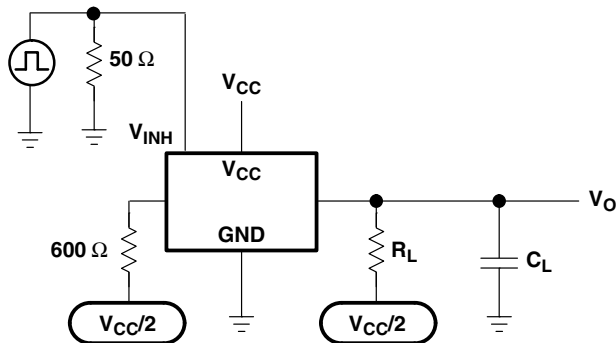 50 Ω
V_CC
V_INH
V_CC
GND
600 Ω
R_L
C_L
V_O
V_CC/2
V_CC/2